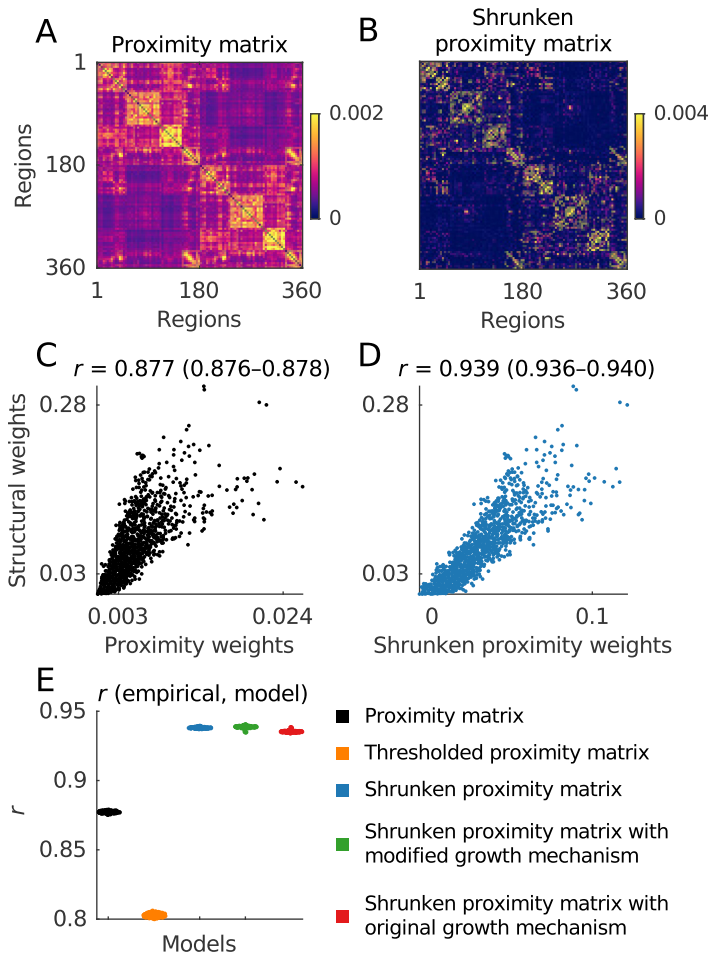 A
Proximity matrix
1
180
360
Regions
1
180
360
Regions
0.002
0
B
Shrunken
proximity matrix
0.004
0
1
180
360
Regions
C
r = 0.877 (0.876–0.878)
0.28
0.03
Structural weights
0.003
0.024
Proximity weights
D
r = 0.939 (0.936–0.940)
0.28
0.03
0
0.1
Shrunken proximity weights
E
r (empirical, model)
0.95
0.9
0.85
0.8
r
Models
Proximity matrix
Thresholded proximity matrix
Shrunken proximity matrix
Shrunken proximity matrix with
modified growth mechanism
Shrunken proximity matrix with
original growth mechanism